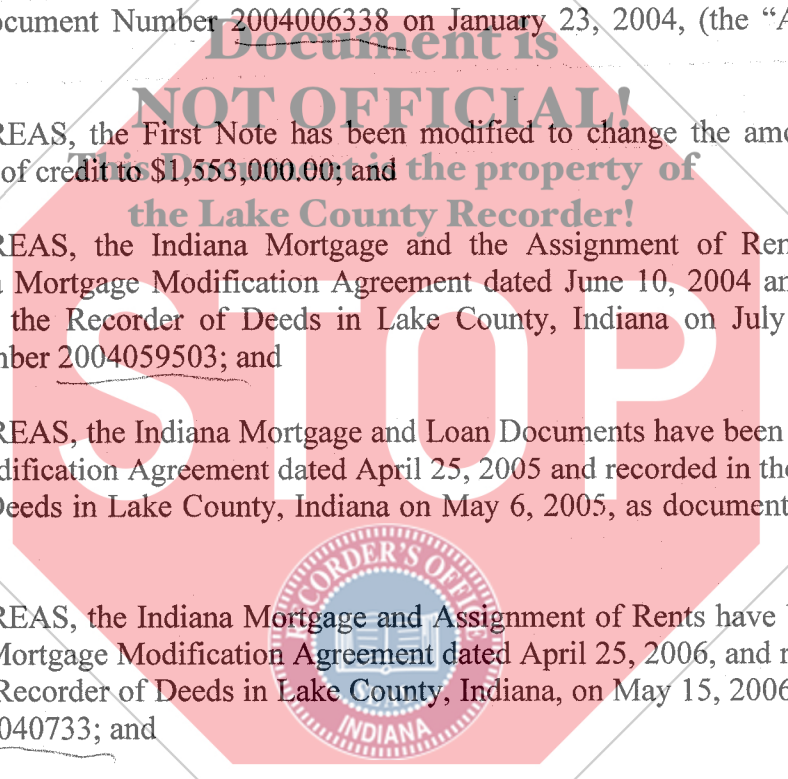 ocument Number 2004006338 on January 23, 2004, (the “A
Document is
NOT OFFICIAL!
REAS, the First Note has been modified to change the amo
of credit to $1,553,000.00; and
This Document is the property of
the Lake County Recorder!
REAS, the Indiana Mortgage and the Assignment of Ren
Mortgage Modification Agreement dated June 10, 2004 an
the Recorder of Deeds in Lake County, Indiana on July
nber 2004059503; and
STOP
REAS, the Indiana Mortgage and Loan Documents have been
dification Agreement dated April 25, 2005 and recorded in the
Deeds in Lake County, Indiana on May 6, 2005, as document
RECORDER'S OFFICE
REAS, the Indiana Mortgage and Assignment of Rents have
Mortgage Modification Agreement dated April 25, 2006, and r
Recorder of Deeds in Lake County, Indiana, on May 15, 2006
040733; and
INDIANA